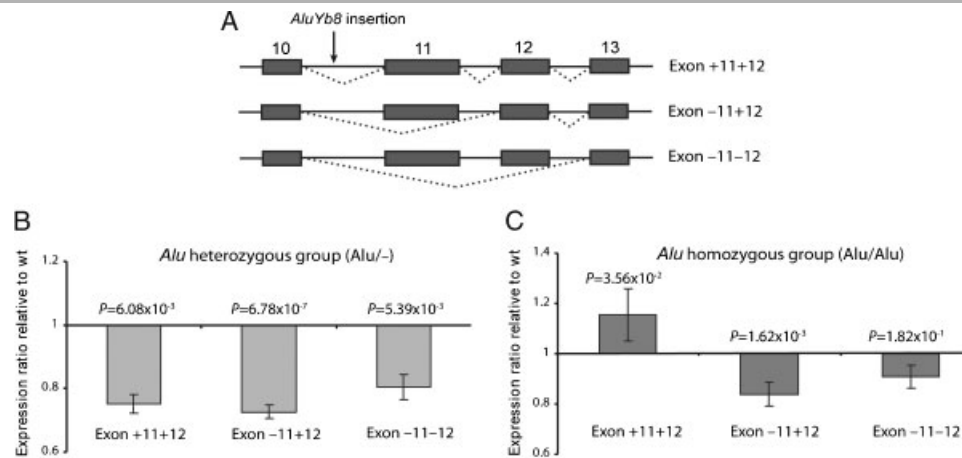 A
AluYb8 insertion
10 11 12 13
Exon +11+12
Exon –11+12
Exon –11–12
B
Alu heterozygous group (Alu/–)
Expression ratio relative to wt
1,2
1
0.8
0.6
P=6.08x10⁻³
P=6.78x10⁻⁷
P=5.39x10⁻³
Exon +11+12
Exon –11+12
Exon –11–12
C
Alu homozygous group (Alu/Alu)
Expression ratio relative to wt
1.4
1.2
1
0.8
0.6
P=3.56x10⁻²
P=1.62x10⁻³
P=1.82x10⁻¹
Exon +11+12
Exon –11+12
Exon –11–12